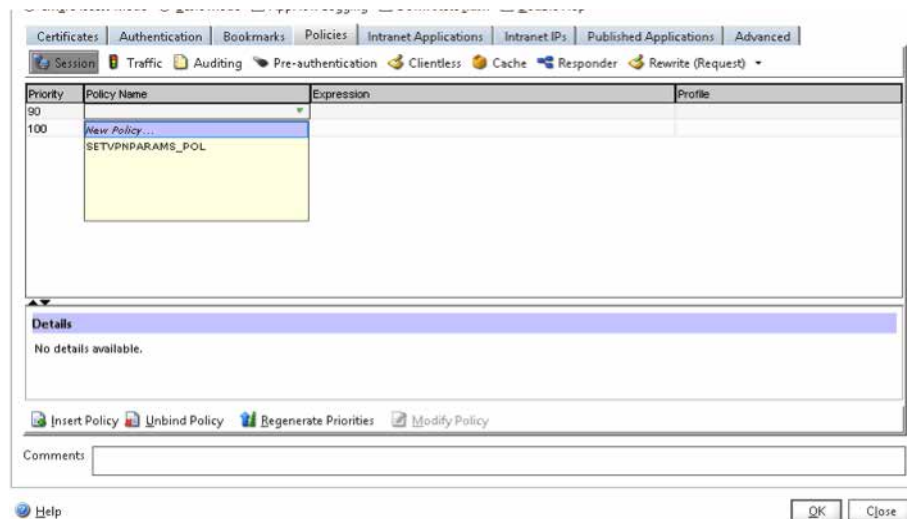 Certificates Authentication Bookmarks Policies Intranet Applications Intranet IPs Published Applications Advanced
Session Traffic Auditing Pre-authentication Clientless Cache Responder Rewrite (Request)
Priority Policy Name Expression Profile
90
100 New Policy...
SETVPNPARAMS_POL
Details
No details available.
Insert Policy Unbind Policy Regenerate Priorities Modify Policy
Comments
Help OK Close